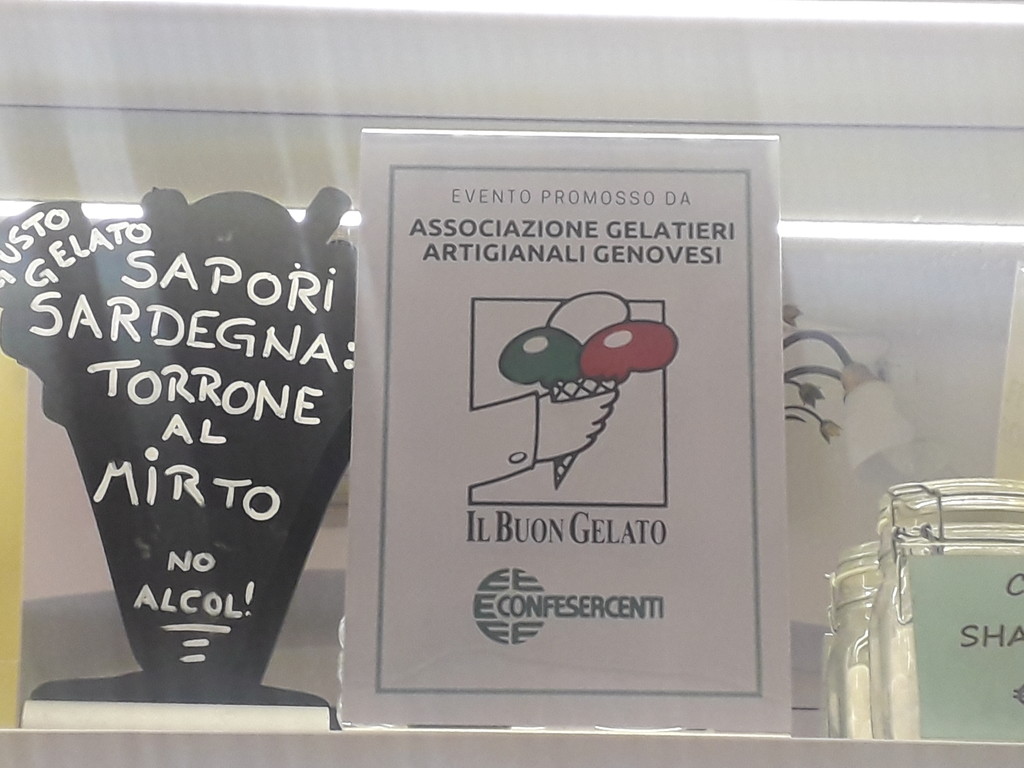 GELATO
SAPORI
SARDEGNA:
TORRONE
AL
MIRTO
NO
ALCOL!
EVENTO PROMOSSO DA
ASSOCIAZIONE GELATIERI
ARTIGIANALI GENOVESI
IL BUON GELATO
CONFESERCENTI
SHA